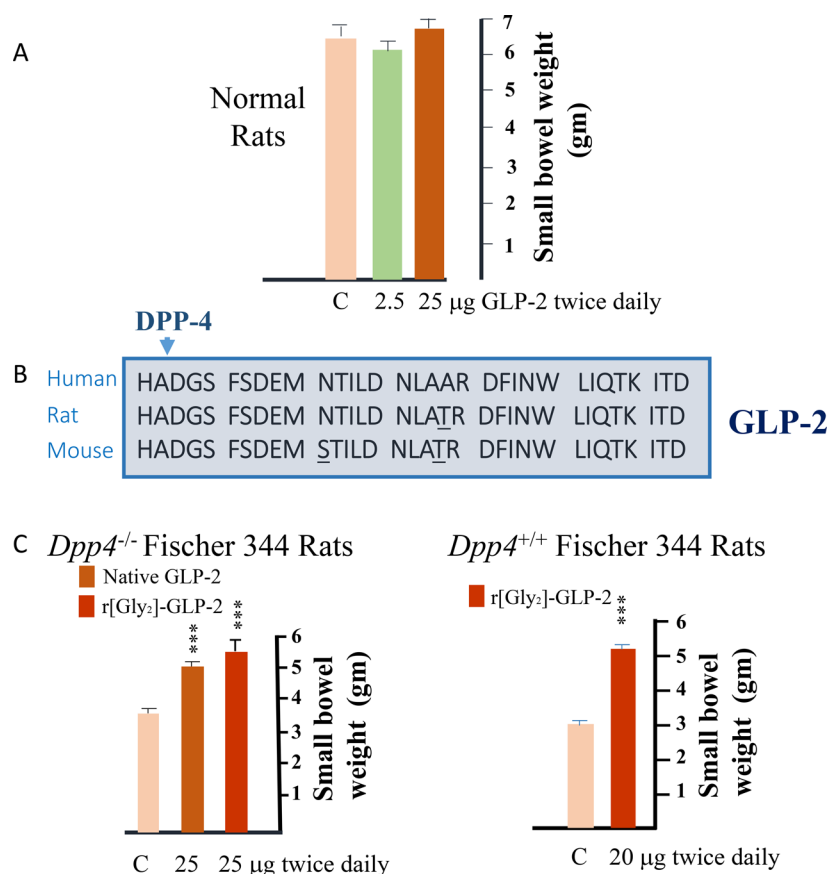 A
Normal
Rats
7
6
5
4
3
2
1
Small bowel weight
(gm)
C 2.5 25 µg GLP-2 twice daily
DPP-4
B
Human HADGS FSDEM NTILD NLAAR DFINW LIQTK ITD
Rat HADGS FSDEM NTILD NLATR DFINW LIQTK ITD
Mouse HADGS FSDEM STILD NLATR DFINW LIQTK ITD
GLP-2
C
Dpp4-/- Fischer 344 Rats
Native GLP-2
r[Gly2]-GLP-2
***
***
6
5
4
3
2
1
Small bowel
weight (gm)
C 25 25 µg twice daily
Dpp4+/+ Fischer 344 Rats
r[Gly2]-GLP-2
***
6
5
4
3
2
1
Small bowel
weight (gm)
C 20 µg twice daily